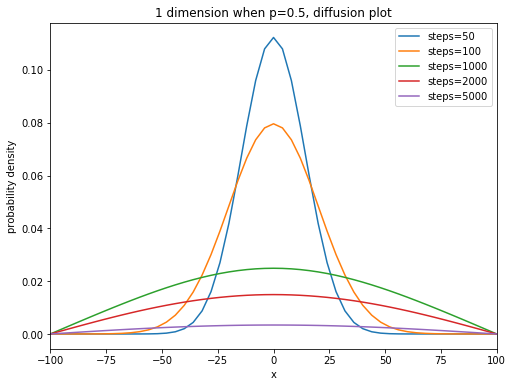 1 dimension when p=0.5, diffusion plot
steps=50
steps=100
steps=1000
steps=2000
steps=5000
probability density
0.10
0.08
0.06
0.04
0.02
0.00
−100
−75
−50
−25
0
25
50
75
100
x